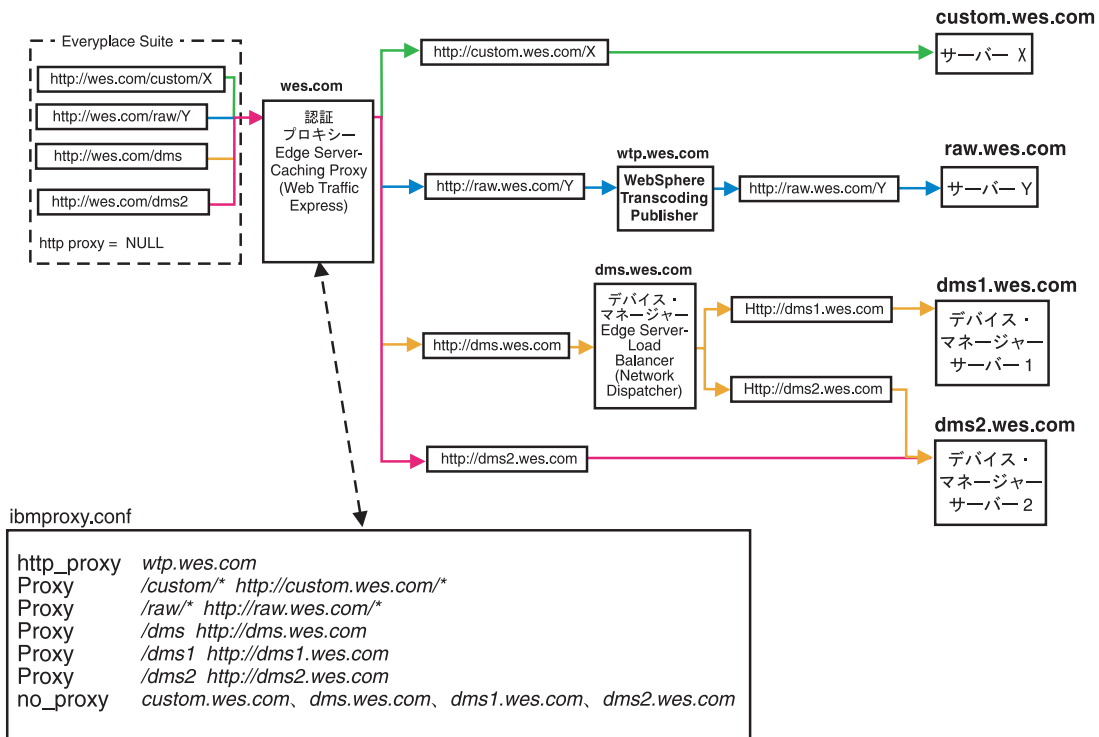 Everyplace Suite
http://wes.com/custom/X
http://wes.com/raw/Y
http://wes.com/dms
http://wes.com/dms2
http proxy = NULL
wes.com
認証
プロキシー
Edge Server-
Caching Proxy
(Web Traffic
Express)
http://custom.wes.com/X
custom.wes.com
サーバー X
http://raw.wes.com/Y
wtp.wes.com
WebSphere
Transcoding
Publisher
http://raw.wes.com/Y
raw.wes.com
サーバー Y
http://dms.wes.com
dms.wes.com
デバイス・
マネージャー
Edge Server-
Load
Balancer
(Network
Dispatcher)
Http://dms1.wes.com
Http://dms2.wes.com
dms1.wes.com
デバイス・
マネージャー
サーバー 1
http://dms2.wes.com
dms2.wes.com
デバイス・
マネージャー
サーバー 2
ibmproxy.conf
http_proxy wtp.wes.com
Proxy /custom/* http://custom.wes.com/*
Proxy /raw/* http://raw.wes.com/*
Proxy /dms http://dms.wes.com
Proxy /dms1 http://dms1.wes.com
Proxy /dms2 http://dms2.wes.com
no_proxy custom.wes.com、dms.wes.com、dms1.wes.com、dms2.wes.com